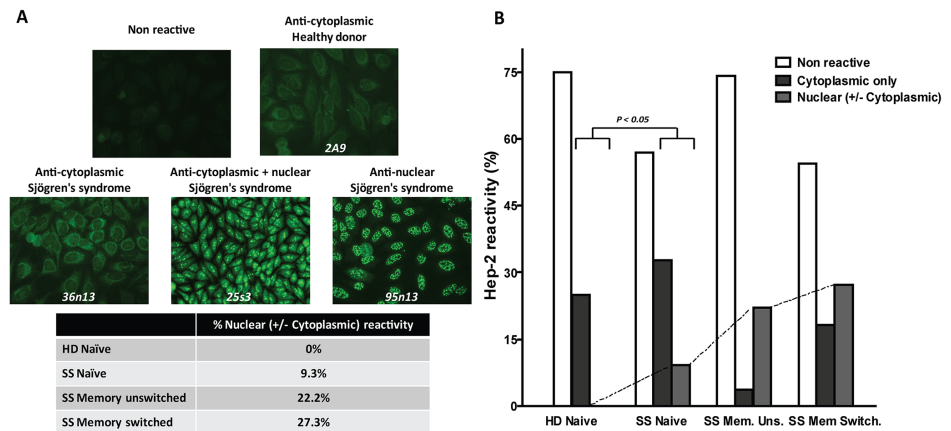 A
Non reactive
Anti-cytoplasmic
Healthy donor
2A9
Anti-cytoplasmic
Sjögren's syndrome
36n13
Anti-cytoplasmic + nuclear
Sjögren's syndrome
25s3
Anti-nuclear
Sjögren's syndrome
95n13
% Nuclear (+/- Cytoplasmic) reactivity
HD Naïve 0%
SS Naïve 9.3%
SS Memory unswitched 22.2%
SS Memory switched 27.3%
B
Non reactive
Cytoplasmic only
Nuclear (+/- Cytoplasmic)
P < 0.05
Hep-2 reactivity (%)
75
60
45
30
15
0
HD Naive SS Naive SS Mem. Uns. SS Mem Switch.